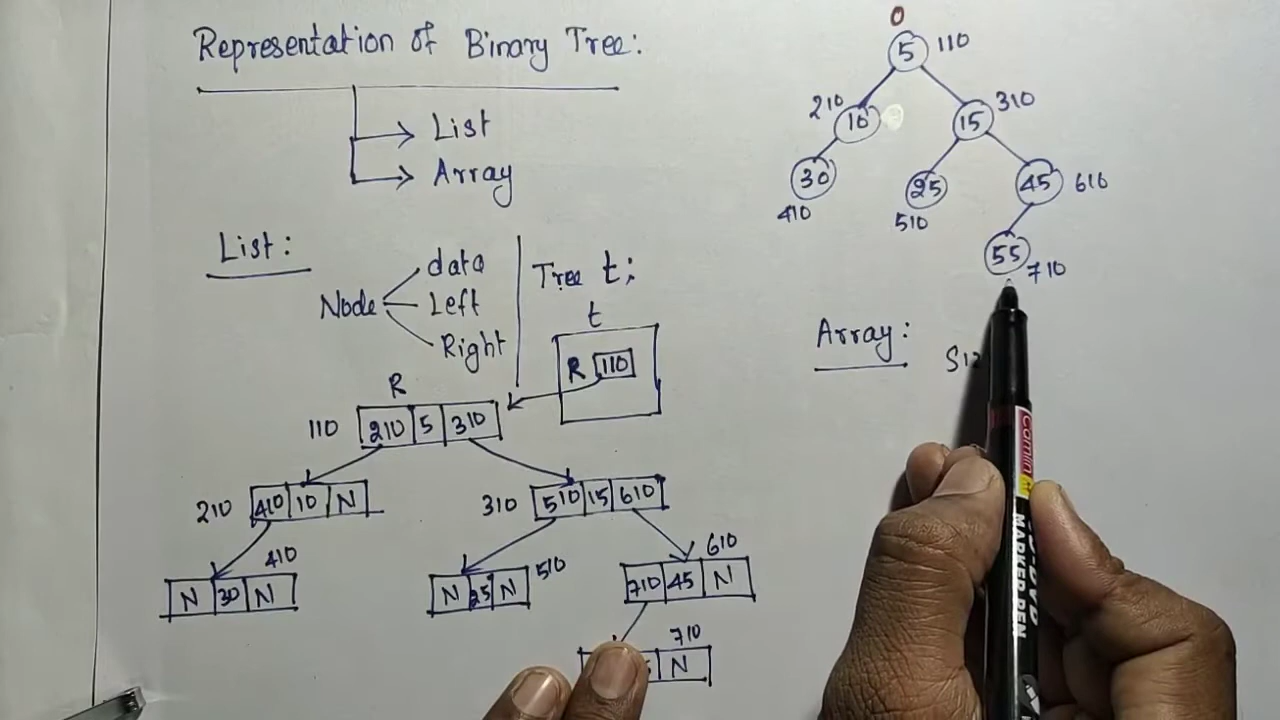 Representation of Binary Tree:
List
Array
List:
Node
data
Left
Right
Tree t;
t
R 110
R
110
210 5 310
210
410 10 N
310
510 15 610
410
N 30 N
N 25 N
510
610
710 45 N
710
N
0
5
110
210
10
15
310
30
410
25
510
45
610
55
710
Array:
Camlin
MARKER PEN